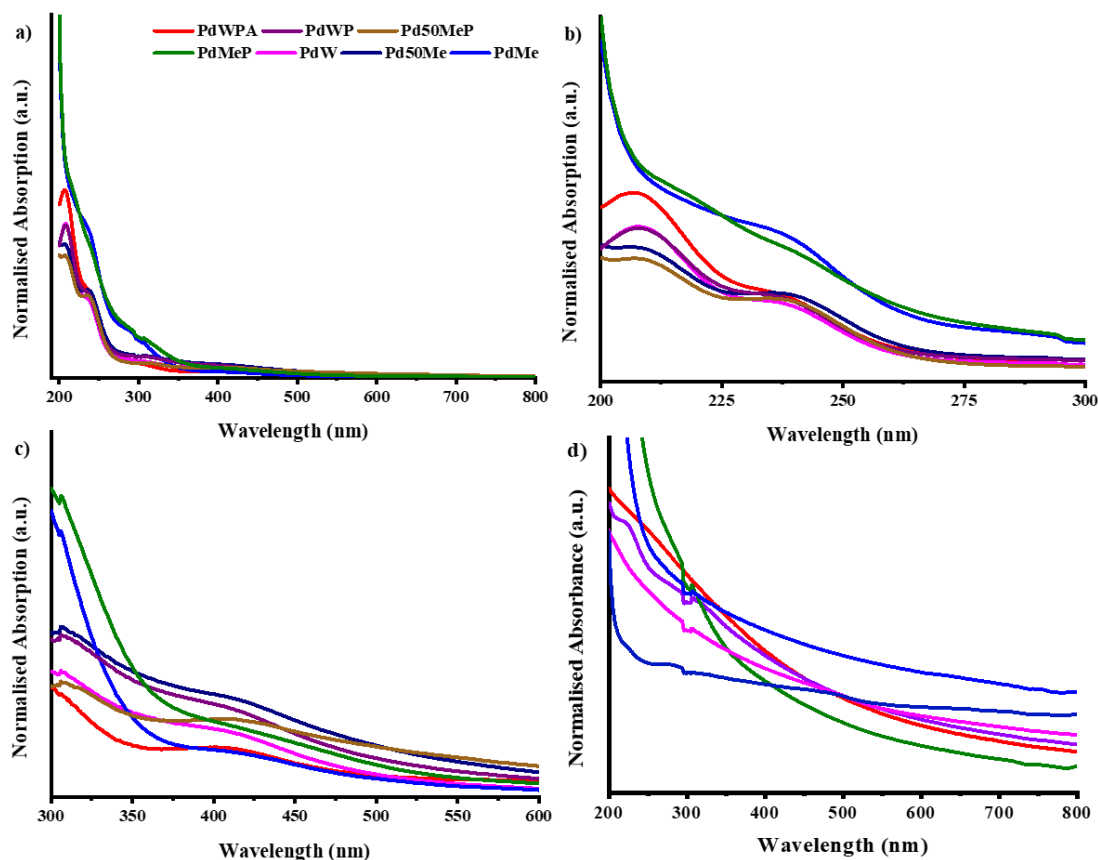 a)
PdWPA PdWP Pd50MeP
PdMeP PdW Pd50Me PdMe
Normalised Absorption (a.u.)
200 300 400 500 600 700 800
Wavelength (nm)
b)
Normalised Absorption (a.u.)
200 225 250 275 300
Wavelength (nm)
c)
Normalised Absorption (a.u.)
300 350 400 450 500 550 600
Wavelength (nm)
d)
Normalised Absorbance (a.u.)
200 300 400 500 600 700 800
Wavelength (nm)